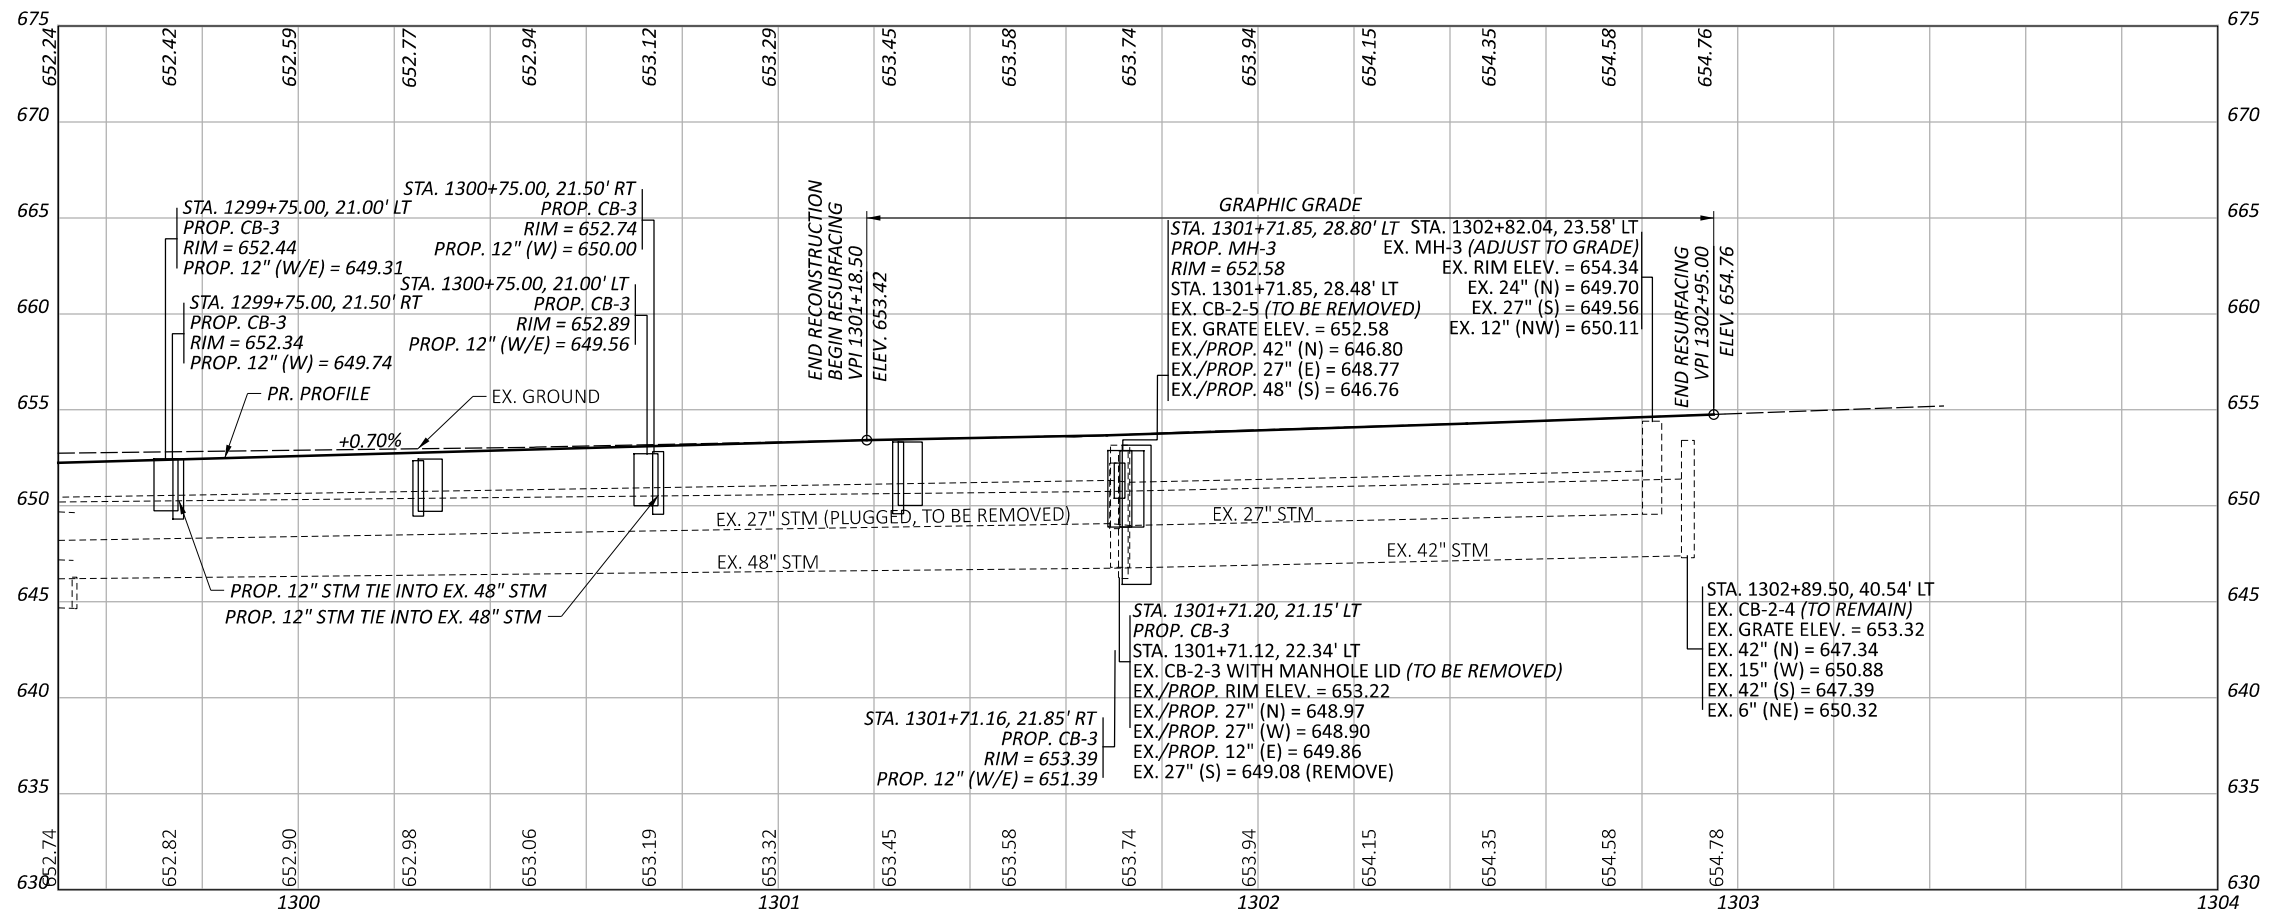 675
652.24
652.42
652.59
652.77
652.94
653.12
653.29
653.45
653.58
653.74
653.94
654.15
654.35
654.58
654.76
675
670
670
665
665
660
660
655
655
650
650
645
645
640
640
635
635
630
630
STA. 1299+75.00, 21.00' LT
PROP. CB-3
RIM = 652.44
PROP. 12" (W/E) = 649.31
STA. 1299+75.00, 21.50' RT
PROP. CB-3
RIM = 652.34
PROP. 12" (W) = 649.74
PR. PROFILE
STA. 1300+75.00, 21.50' RT
PROP. CB-3
RIM = 652.74
PROP. 12" (W) = 650.00
STA. 1300+75.00, 21.00' LT
PROP. CB-3
RIM = 652.89
PROP. 12" (W/E) = 649.56
EX. GROUND
+0.70%
END RECONSTRUCTION
BEGIN RESURFACING
VPI 1301+18.50
ELEV. 653.42
GRAPHIC GRADE
STA. 1301+71.85, 28.80' LT
PROP. MH-3
RIM = 652.58
STA. 1301+71.85, 28.48' LT
EX. CB-2-5 (TO BE REMOVED)
EX. GRATE ELEV. = 652.58
EX./PROP. 42" (N) = 646.80
EX./PROP. 27" (E) = 648.77
EX./PROP. 48" (S) = 646.76
STA. 1302+82.04, 23.58' LT
EX. MH-3 (ADJUST TO GRADE)
EX. RIM ELEV. = 654.34
EX. 24" (N) = 649.70
EX. 27" (S) = 649.56
EX. 12" (NW) = 650.11
END RESURFACING
VPI 1302+95.00
ELEV. 654.76
EX. 27" STM (PLUGGED, TO BE REMOVED)
EX. 27" STM
EX. 48" STM
EX. 42" STM
PROP. 12" STM TIE INTO EX. 48" STM
PROP. 12" STM TIE INTO EX. 48" STM
STA. 1301+71.20, 21.15' LT
PROP. CB-3
STA. 1301+71.12, 22.34' LT
EX. CB-2-3 WITH MANHOLE LID (TO BE REMOVED)
EX./PROP. RIM ELEV. = 653.22
EX./PROP. 27" (N) = 648.97
EX./PROP. 27" (W) = 648.90
EX./PROP. 12" (E) = 649.86
EX. 27" (S) = 649.08 (REMOVE)
STA. 1301+71.16, 21.85' RT
PROP. CB-3
RIM = 653.39
PROP. 12" (W/E) = 651.39
STA. 1302+89.50, 40.54' LT
EX. CB-2-4 (TO REMAIN)
EX. GRATE ELEV. = 653.32
EX. 42" (N) = 647.34
EX. 15" (W) = 650.88
EX. 42" (S) = 647.39
EX. 6" (NE) = 650.32
652.74
652.82
652.90
652.98
653.06
653.19
653.32
653.45
653.58
653.74
653.94
654.15
654.35
654.58
654.78
1300
1301
1302
1303
1304